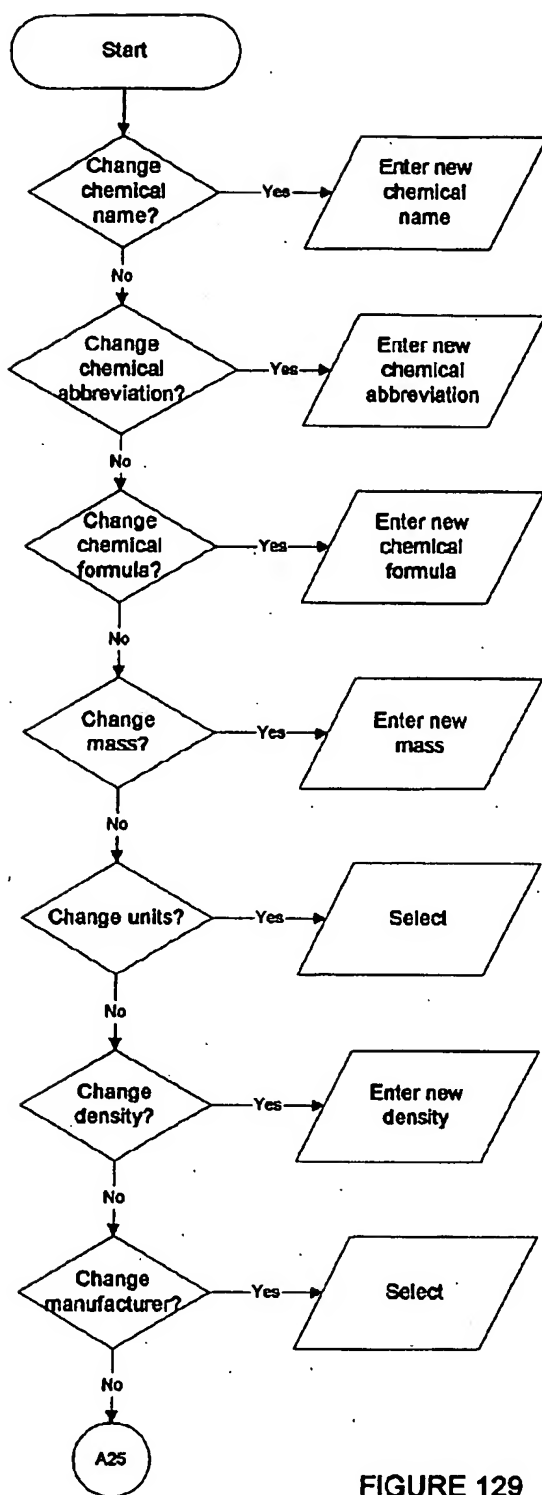 Start
Change
chemical
name?
Yes
Enter new
chemical
name
No
Change
chemical
abbreviation?
Yes
Enter new
chemical
abbreviation
No
Change
chemical
formula?
Yes
Enter new
chemical
formula
No
Change
mass?
Yes
Enter new
mass
No
Change units?
Yes
Select
No
Change
density?
Yes
Enter new
density
No
Change
manufacturer?
Yes
Select
No
A25
FIGURE 129